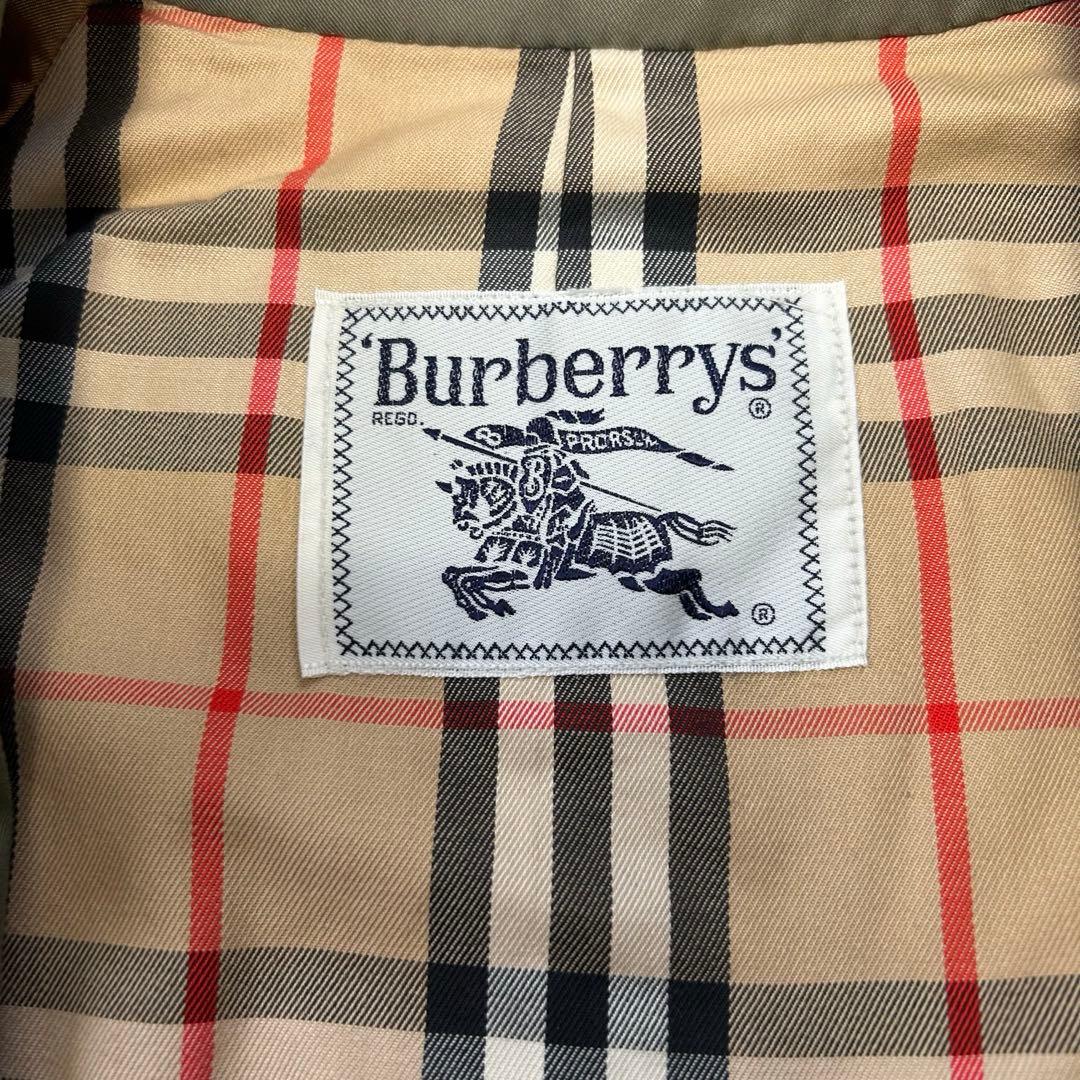 'Burberrys'
®
REGD.
B PRORSUM
B
®